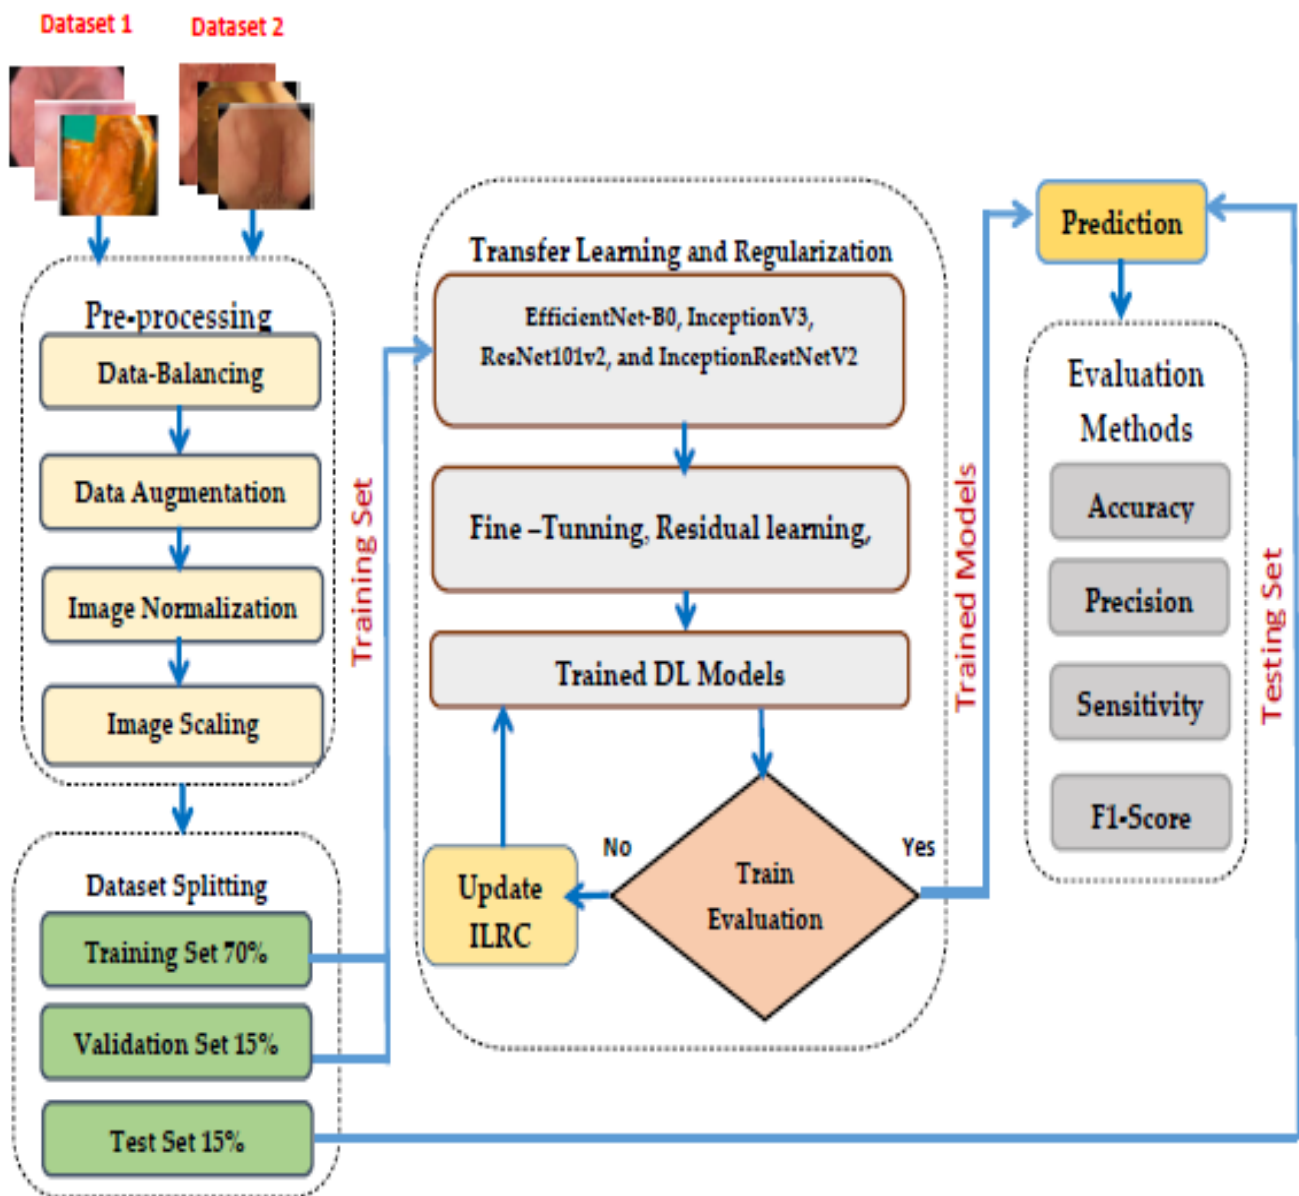 Dataset 1
Dataset 2
Pre-processing
Data-Balancing
Data Augmentation
Image Normalization
Image Scaling
Dataset Splitting
Training Set 70%
Validation Set 15%
Test Set 15%
Training Set
Transfer Learning and Regularization
EfficientNet-B0, InceptionV3,
ResNet101v2, and InceptionRestNetV2
Fine –Tunning, Residual learning,
Trained DL Models
No
Yes
Update
ILRC
Train
Evaluation
Trained Models
Prediction
Evaluation
Methods
Accuracy
Precision
Sensitivity
F1-Score
Testing Set